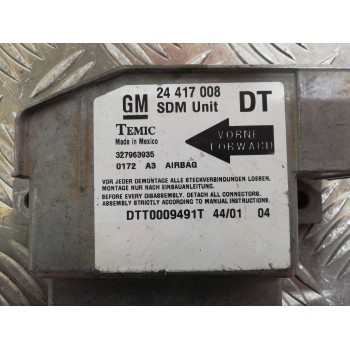 GM 24 417 008 DT
SDM Unit
TEMIC
Made in Mexico
VORNE
FORWARD
327963935
0172 A3 AIRBAG
VOR JEDER DEMONTAGE ALLE STECKVERBINDUNGEN LOESEN,
MONTAGE NUR NACH EINBAUANLEITUNG.
BEFORE EVERY DISASSEMBLY, DETACH ALL CONNECTORS.
ASSEMBLY STRICTLY ACCORDING TO MANUAL INSTRUCTIONS.
DTT0009491T 44/01 04